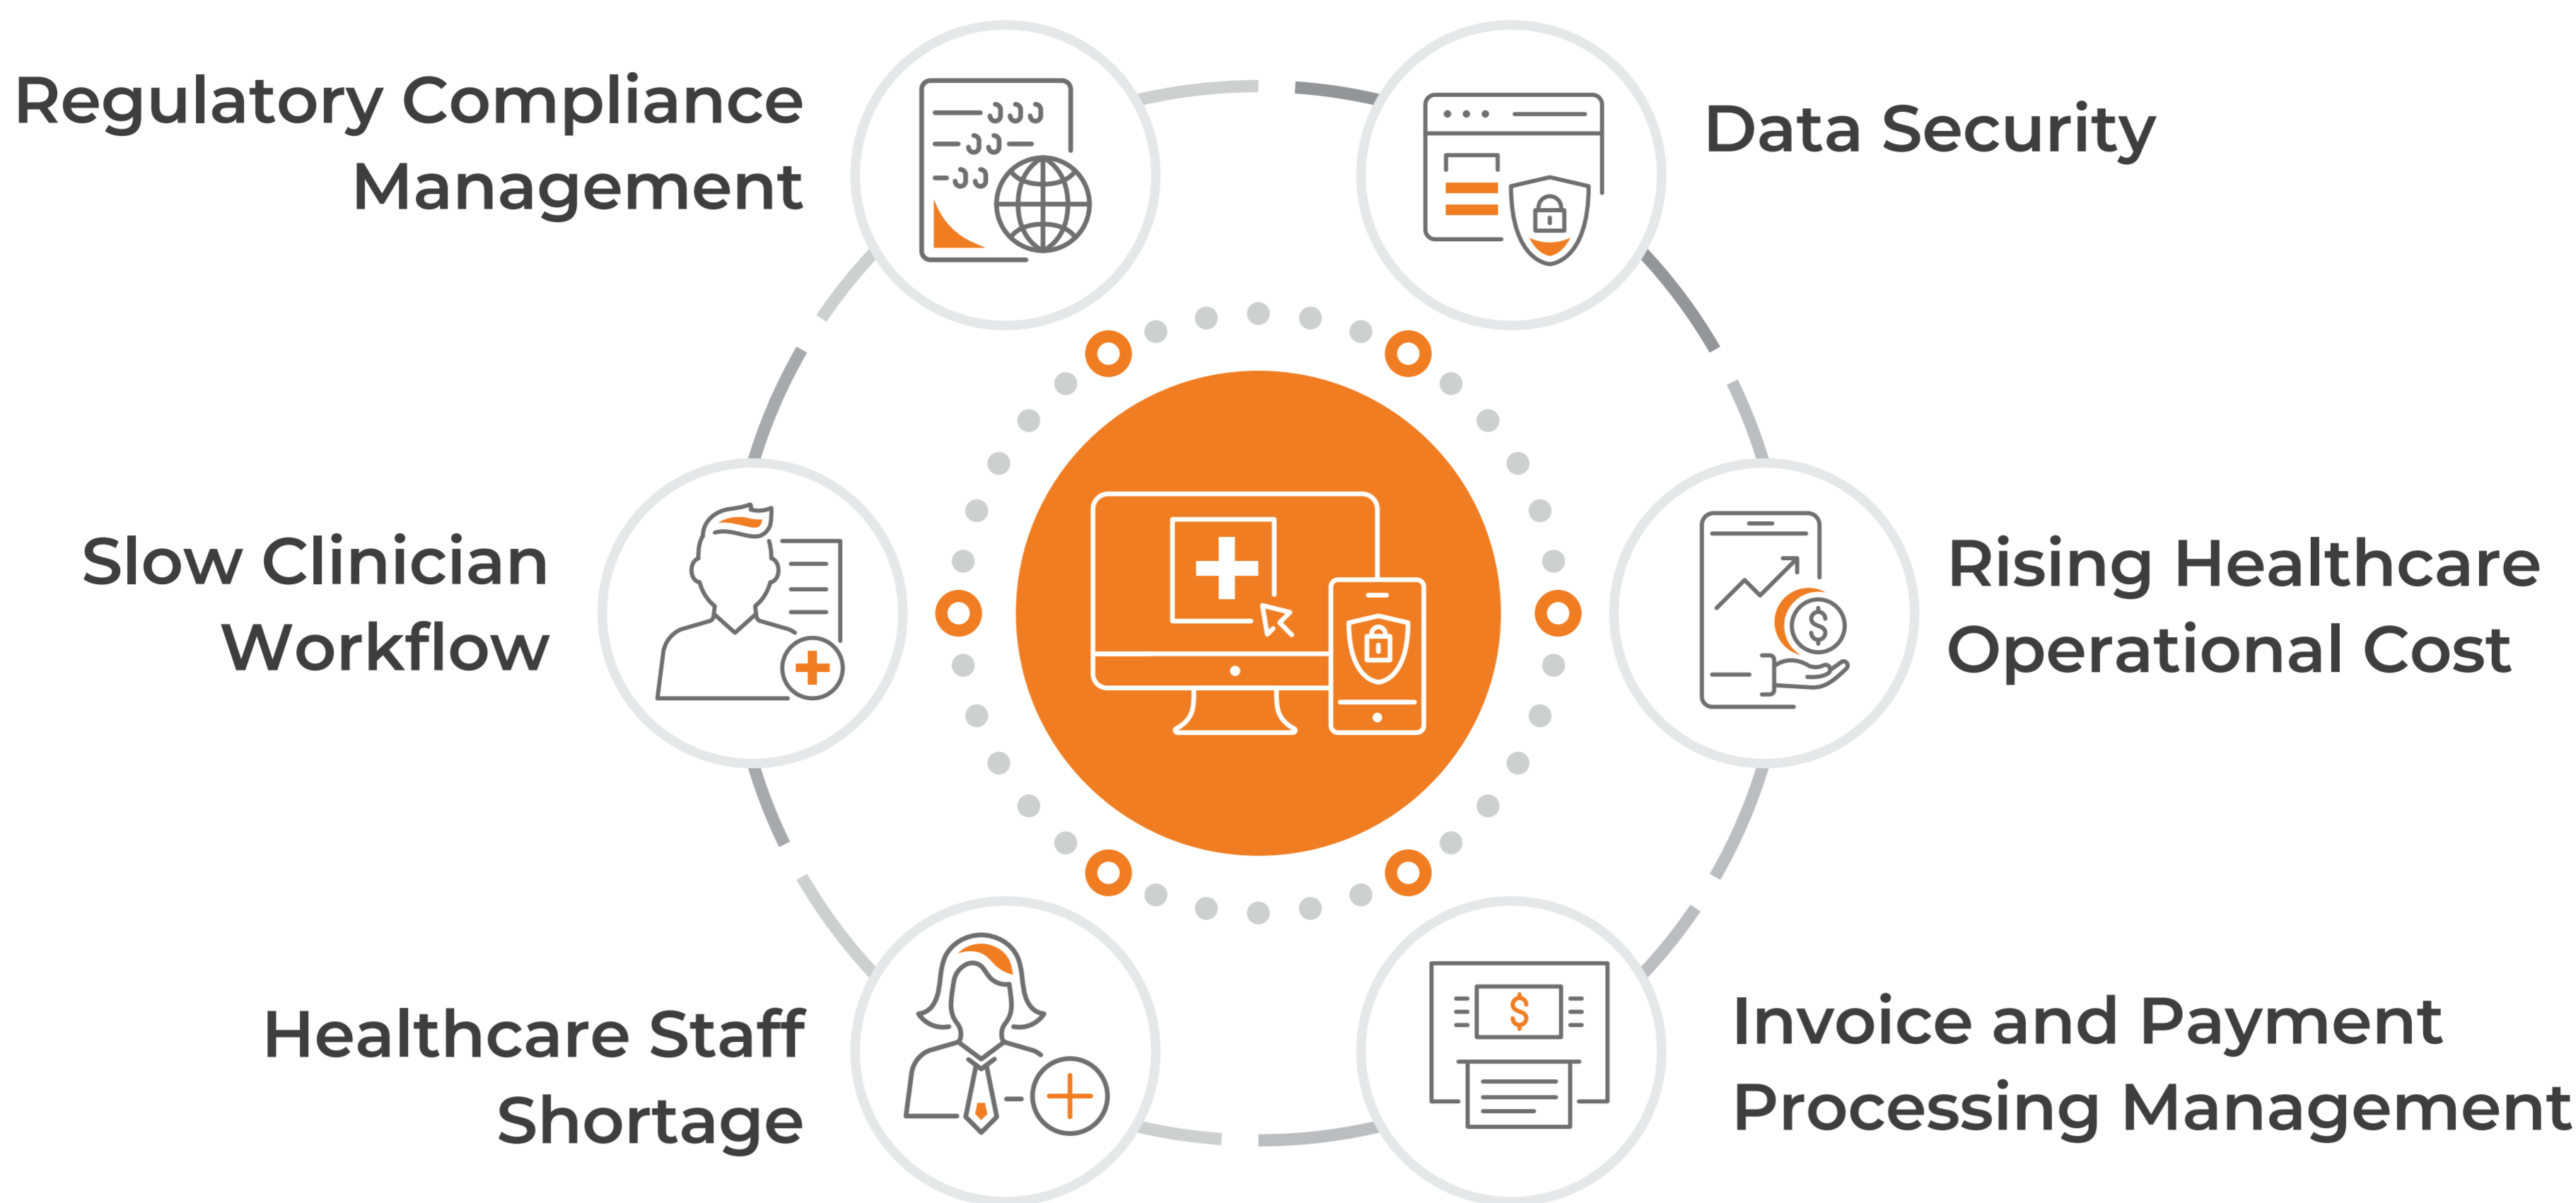 Regulatory Compliance
Management
Data Security
Slow Clinician
Workflow
Rising Healthcare
Operational Cost
Healthcare Staff
Shortage
Invoice and Payment
Processing Management